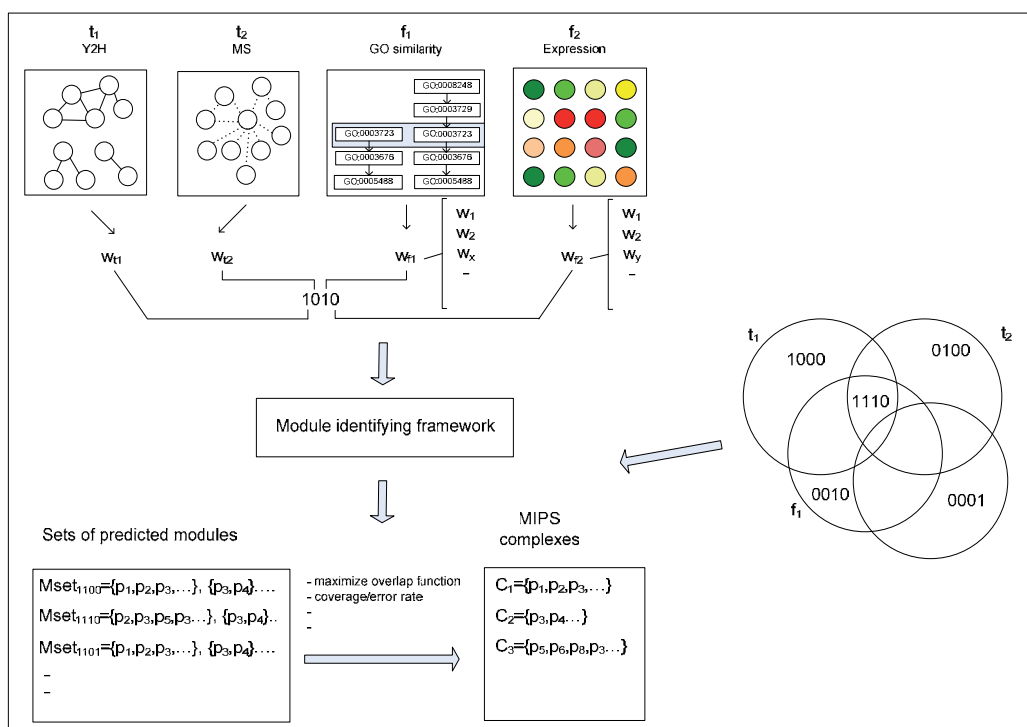 t1
Y2H
t2
MS
f1
GO similarity
f2
Expression
GO:0008248
GO:0003729
GO:0003723
GO:0003723
GO:0003676
GO:0003676
GO:0005488
GO:0005488
W1
W2
Wx
-
W1
W2
Wy
-
Wt1
Wt2
Wf1
Wf2
1010
Module identifying framework
t1
t2
1000
0100
1110
0010
0001
f1
Sets of predicted modules
MIPS
complexes
Mset1100={p1,p2,p3,...}, {p3,p4}....
Mset1110={p2,p3,p5,p3...}, {p3,p4}..
Mset1101={p1,p2,p3,...}, {p3,p4}....
-
-
- maximize overlap function
- coverage/error rate
-
-
C1={p1,p2,p3,...}
C2={p3,p4...}
C3={p5,p6,p8,p3...}